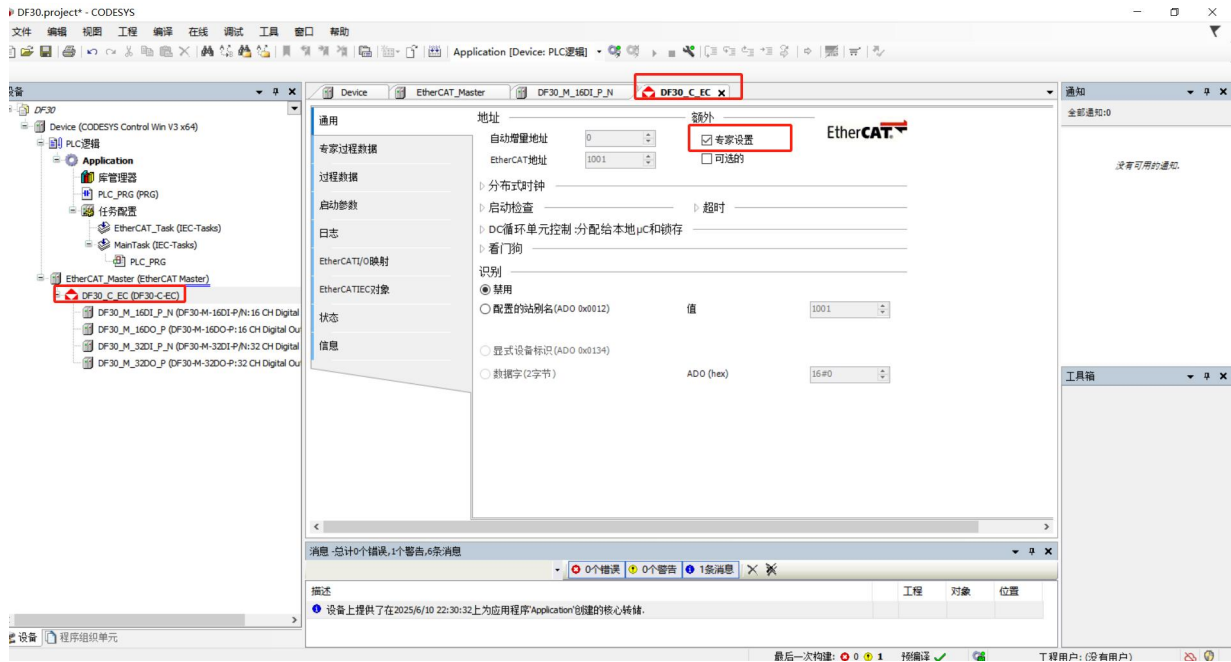 DF30.project* - CODESYS
文件 编辑 视图 工程 编译 在线 调试 工具 窗口 帮助
Application [Device: PLC逻辑]
DF30
Device (CODESYS Control Win V3 x64)
PLC逻辑
Application
库管理器
PLC_PRG (PRG)
任务配置
EtherCAT_Task (IEC-Tasks)
MainTask (IEC-Tasks)
PLC_PRG
EtherCAT_Master (EtherCAT Master)
DF30_C_EC (DF30-C-EC)
DF30_M_16DI_P_N (DF30-M-16DI-P/N:16 CH Digital
DF30_M_16DO_P (DF30-M-16DO-P:16 CH Digital Ou
DF30_M_32DI_P_N (DF30-M-32DI-P/N:32 CH Digital
DF30_M_32DO_P (DF30-M-32DO-P:32 CH Digital Ou
设备 程序组织单元
Device EtherCAT_Master DF30_M_16DI_P_N DF30_C_EC
通用
专家过程数据
过程数据
启动参数
日志
EtherCATI/O映射
EtherCATIEC对象
状态
信息
地址 额外
自动增量地址 0 专家设置
EtherCAT地址 1001 可选的
EtherCAT.
分布式时钟
启动检查 超时
DC循环单元控制:分配给本地μC和锁存
看门狗
识别
禁用
配置的站别名(ADO 0x0012) 值 1001
显式设备标识(ADO 0x0134)
数据字(2字节) ADO (hex) 16#0
消息 -总计0个错误,1个警告,6条消息
0个错误 0个警告 1条消息
描述 工程 对象 位置
设备上提供了在2025/6/10 22:30:32上为应用程序'Application'创建的核心转储.
通知
全部通知:0
没有可用的通知.
工具箱
最后一次构建: 0 1 预编译 工程用户: (没有用户)